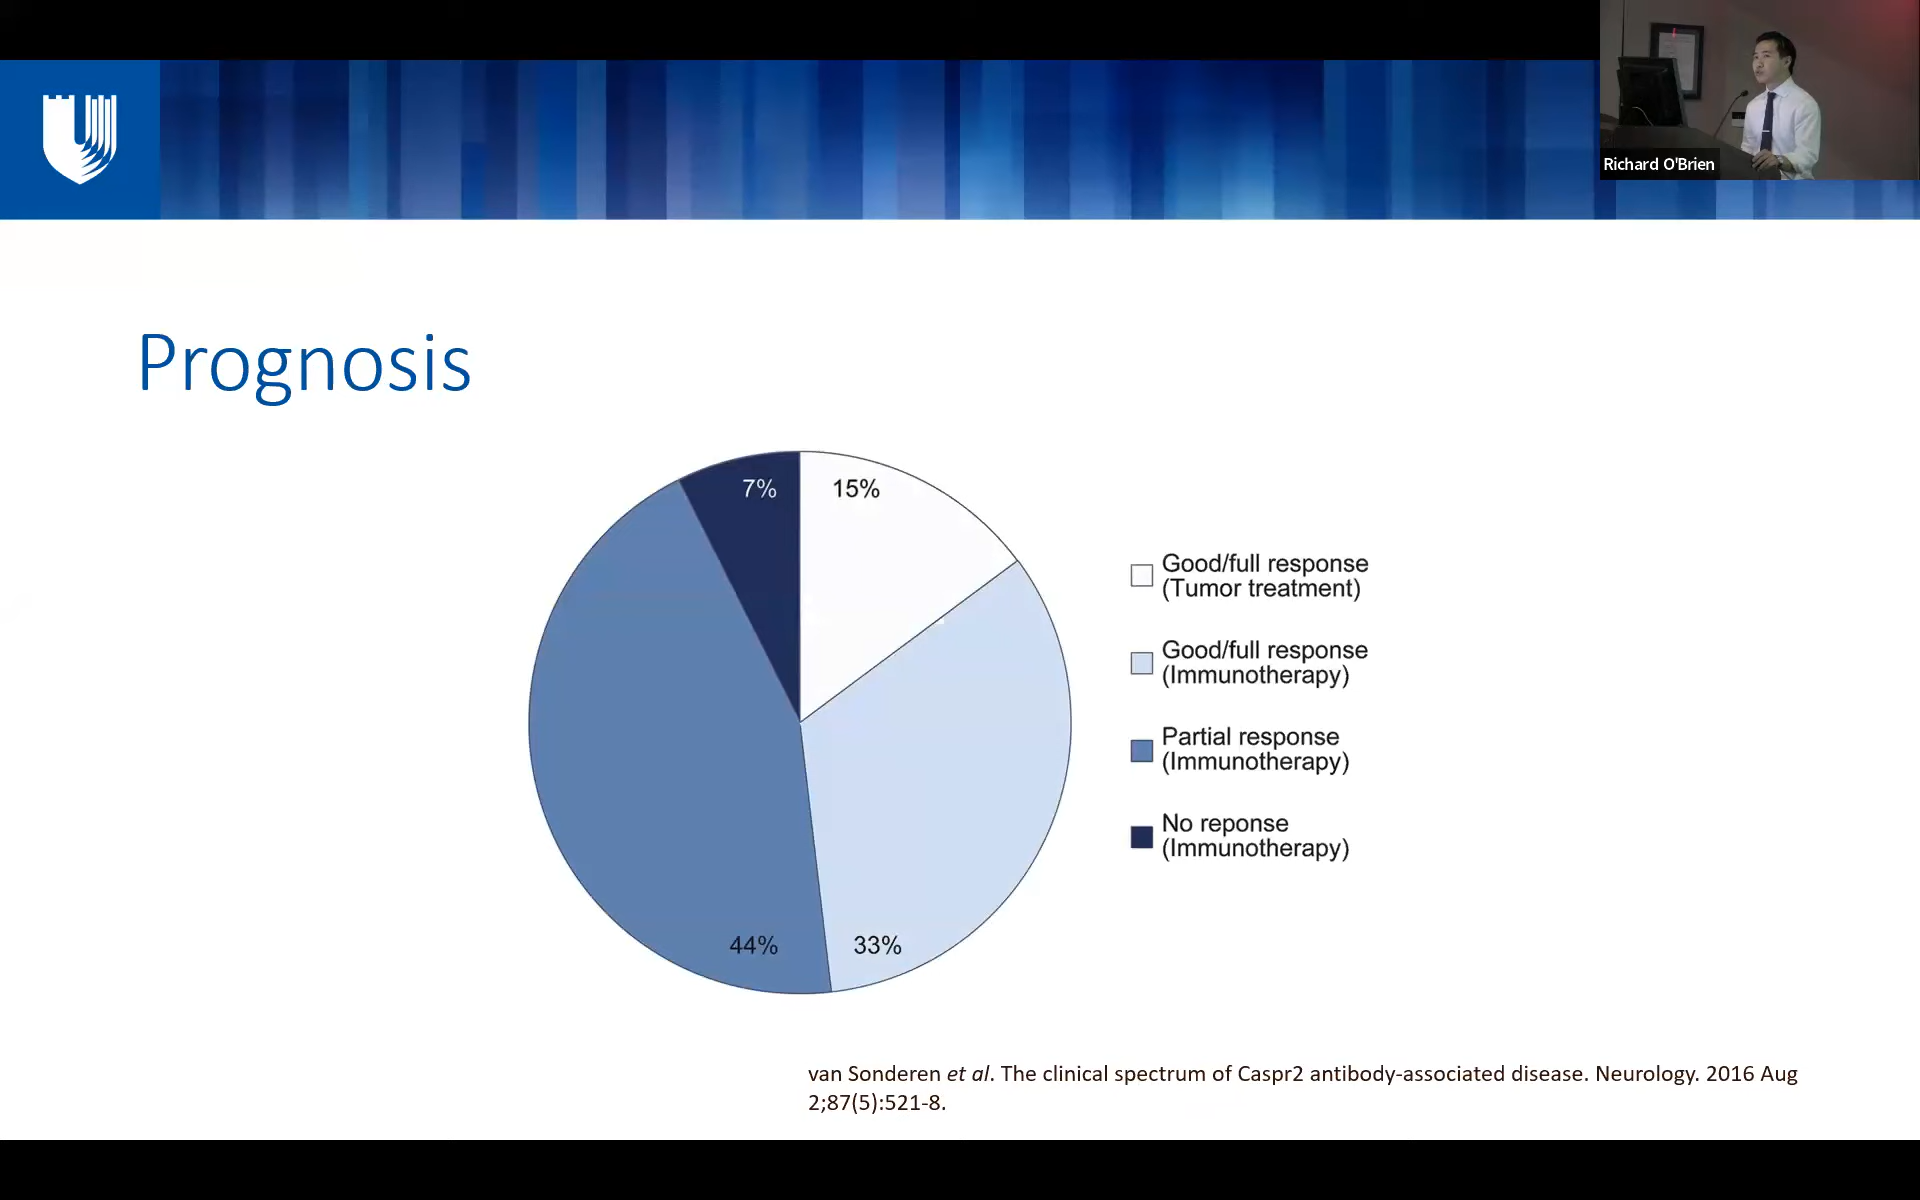 Richard O'Brien
Prognosis
7%
15%
44%
33%
Good/full response
(Tumor treatment)
Good/full response
(Immunotherapy)
Partial response
(Immunotherapy)
No reponse
(Immunotherapy)
van Sonderen et al. The clinical spectrum of Caspr2 antibody-associated disease. Neurology. 2016 Aug
2;87(5):521-8.